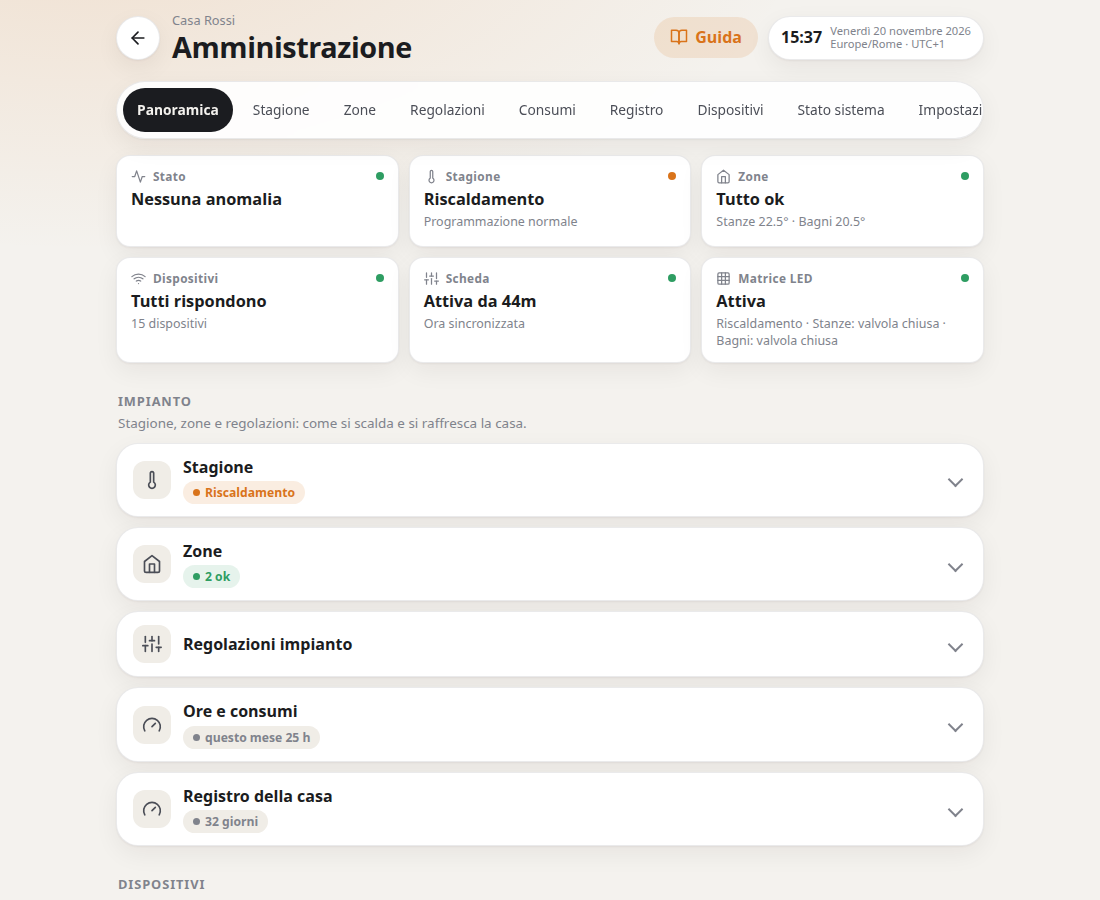 Casa Rossi
Amministrazione
Guida
15:37
Venerdì 20 novembre 2026
Europe/Rome · UTC+1
Panoramica
Stagione
Zone
Regolazioni
Consumi
Registro
Dispositivi
Stato sistema
Impostazi
Stato
Nessuna anomalia
Stagione
Riscaldamento
Programmazione normale
Zone
Tutto ok
Stanze 22.5° · Bagni 20.5°
Dispositivi
Tutti rispondono
15 dispositivi
Scheda
Attiva da 44m
Ora sincronizzata
Matrice LED
Attiva
Riscaldamento · Stanze: valvola chiusa ·
Bagni: valvola chiusa
IMPIANTO
Stagione, zone e regolazioni: come si scalda e si raffresca la casa.
Stagione
Riscaldamento
Zone
2 ok
Regolazioni impianto
Ore e consumi
questo mese 25 h
Registro della casa
32 giorni
DISPOSITIVI